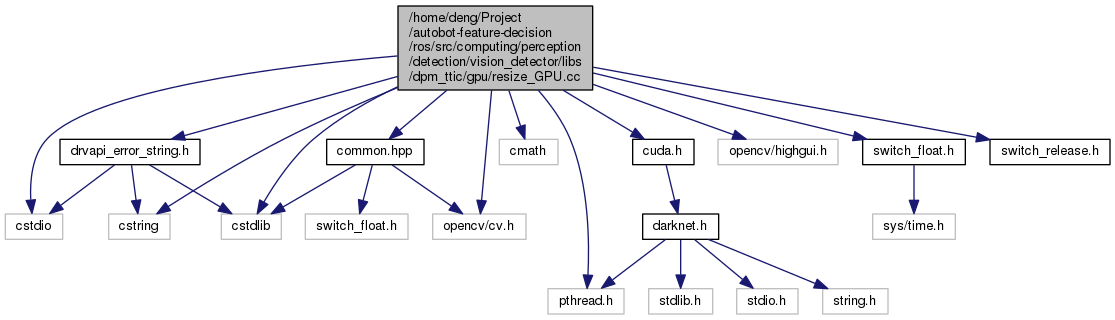 /home/deng/Project
/autobot-feature-decision
/ros/src/computing/perception
/detection/vision_detector/libs
/dpm_ttic/gpu/resize_GPU.cc
drvapi_error_string.h
common.hpp
cmath
cuda.h
opencv/highgui.h
switch_float.h
switch_release.h
cstdio
cstring
cstdlib
switch_float.h
opencv/cv.h
darknet.h
sys/time.h
pthread.h
stdlib.h
stdio.h
string.h